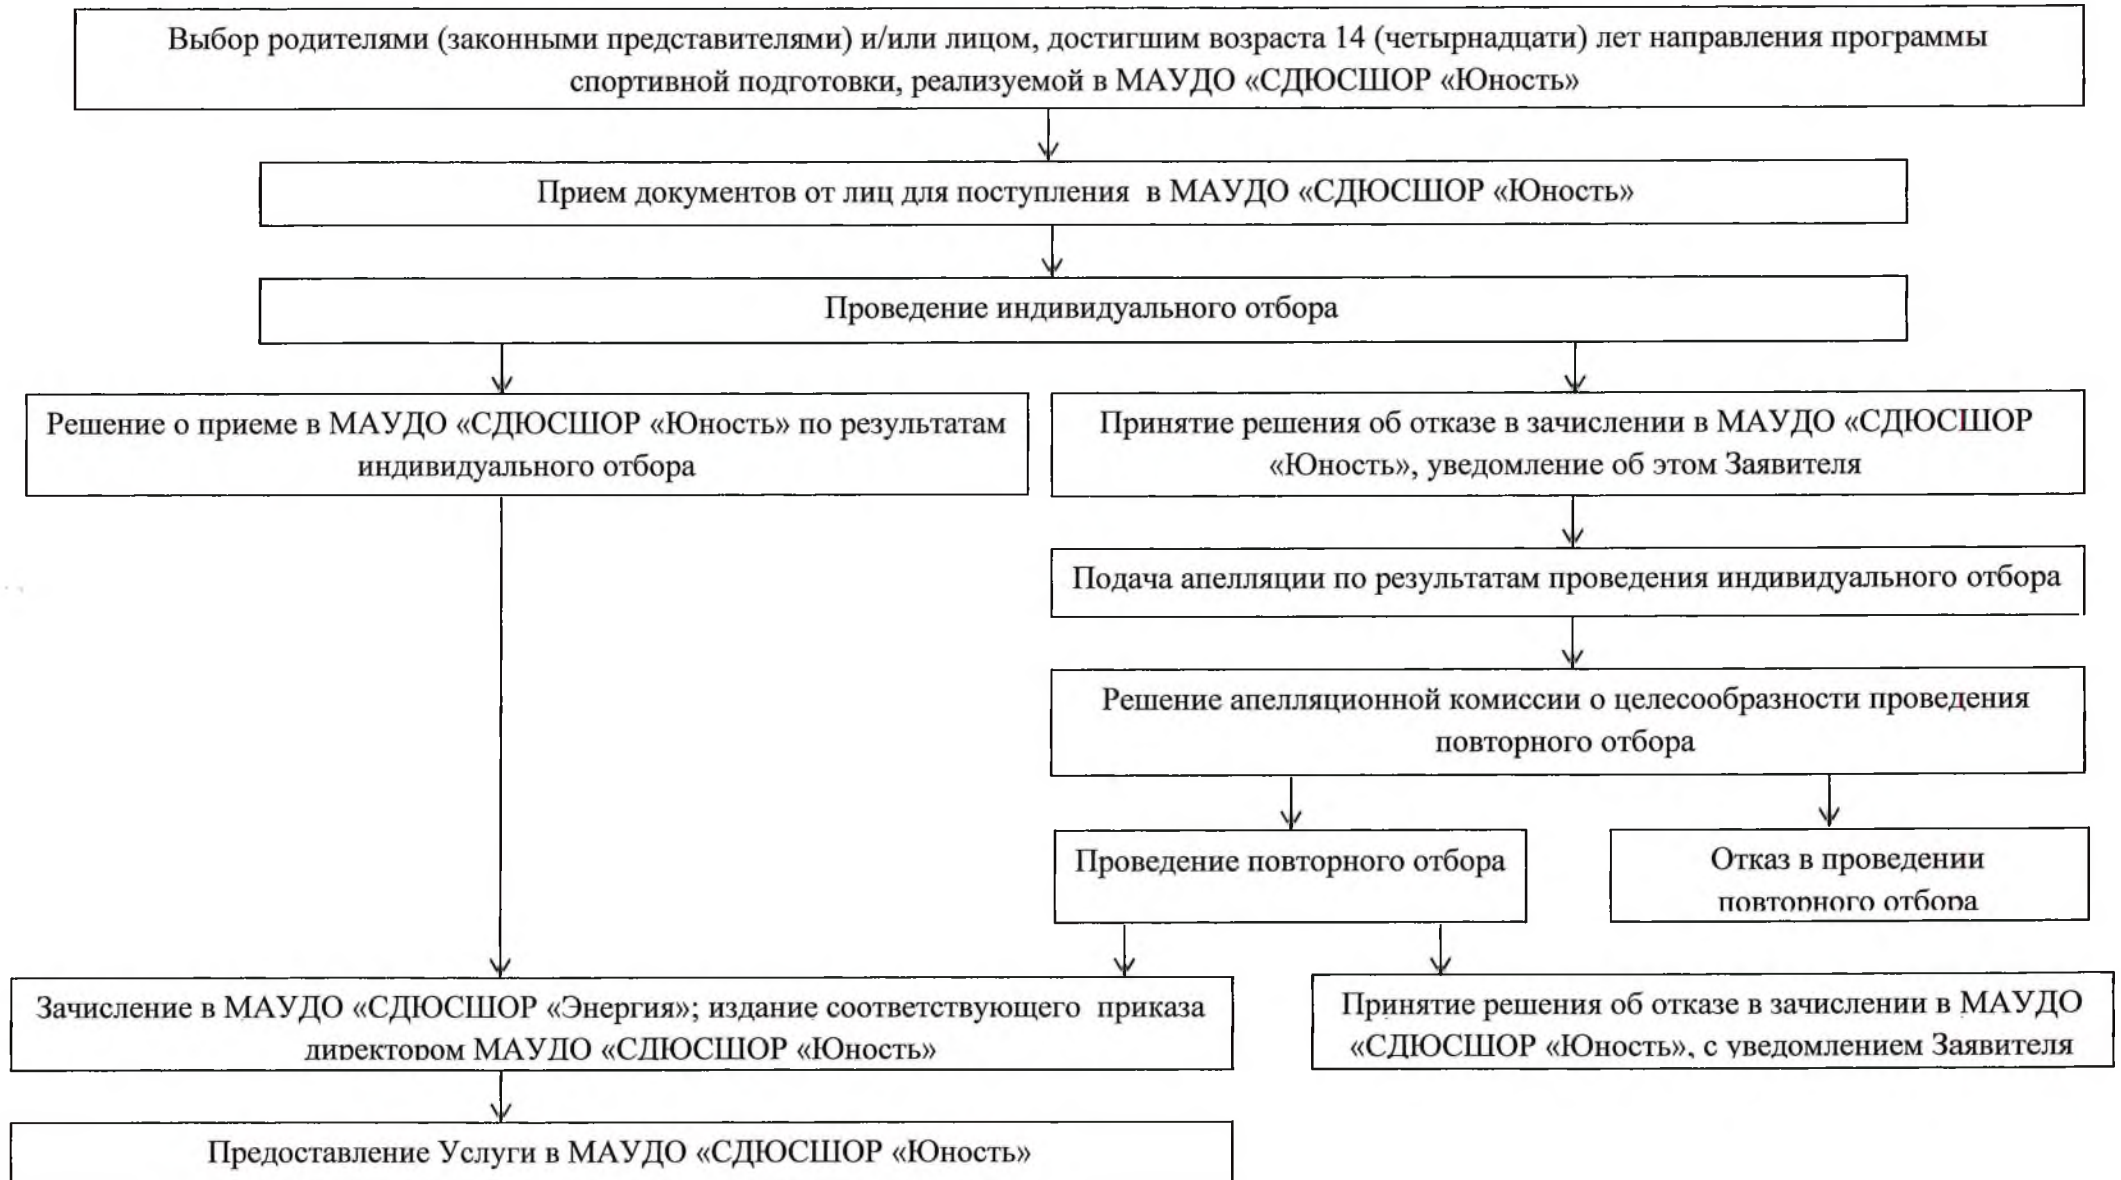 Выбор родителями (законными представителями) и/или лицом, достигшим возраста 14 (четырнадцати) лет направления программы
спортивной подготовки, реализуемой в МАУДО «СДЮСШОР «Юность»
Прием документов от лиц для поступления в МАУДО «СДЮСШОР «Юность»
Проведение индивидуального отбора
Решение о приеме в МАУДО «СДЮСШОР «Юность» по результатам
индивидуального отбора
Принятие решения об отказе в зачислении в МАУДО «СДЮСШОР
«Юность», уведомление об этом Заявителя
Подача апелляции по результатам проведения индивидуального отбора
Решение апелляционной комиссии о целесообразности проведения
повторного отбора
Проведение повторного отбора
Отказ в проведении
повторного отбора
Зачисление в МАУДО «СДЮСШОР «Энергия»; издание соответствующего приказа
директором МАУДО «СДЮСШОР «Юность»
Принятие решения об отказе в зачислении в МАУДО
«СДЮСШОР «Юность», с уведомлением Заявителя
Предоставление Услуги в МАУДО «СДЮСШОР «Юность»